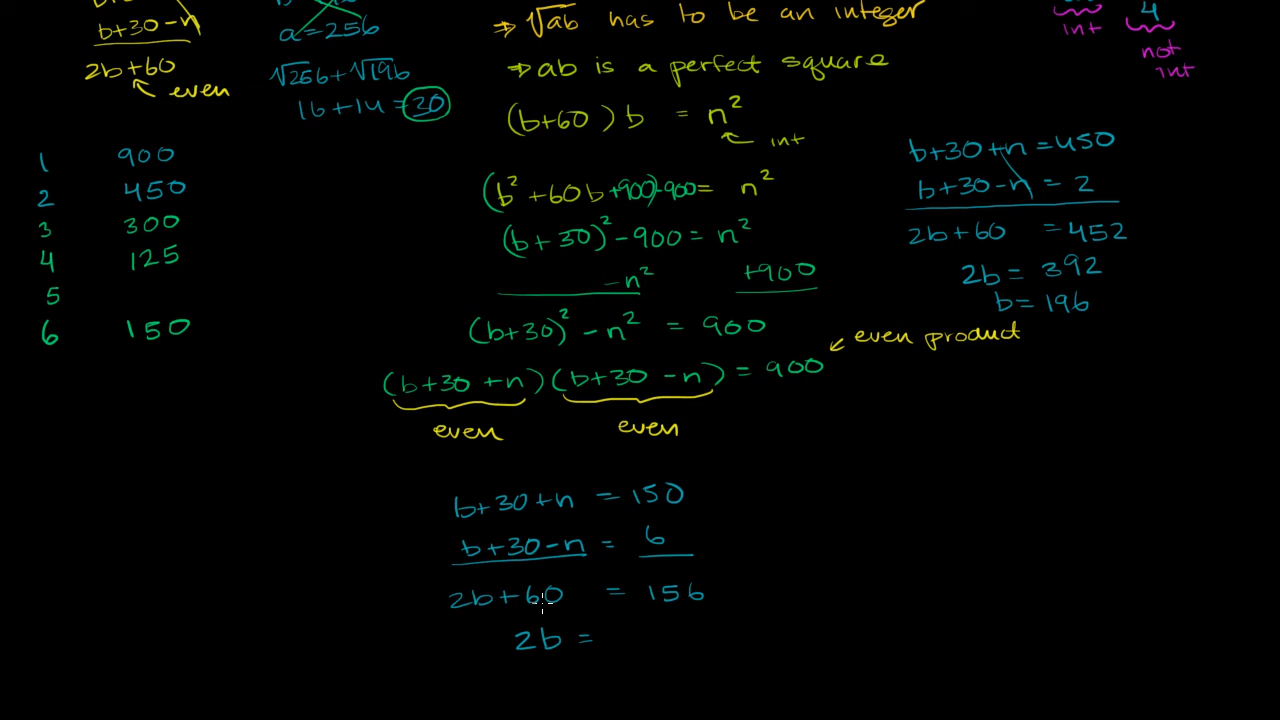 b+30-n
2b+60
even
a=256
√256+√196
16+14=30
⇒ √ab has to be an integer
⇒ ab is a perfect square
(b+60)b = n²
int
4
int
not
int
1 900
2 450
3 300
4 125
5
6 150
(b²+60b+900)-900= n²
(b+30)²-900=n²
-n² +900
(b+30)²-n² = 900
(b+30+n)(b+30-n)=900
even product
even even
b+30+n=450
b+30-n=2
2b+60 =452
2b=392
b=196
b+30+n =150
b+30-n = 6
2b+60 = 156
2b =